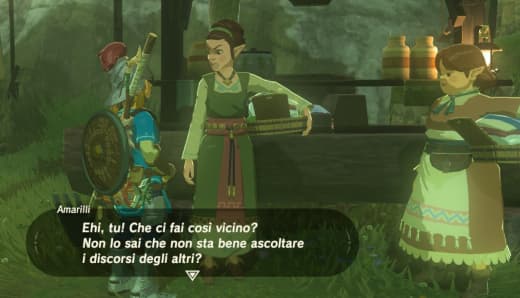 Amarilli
Ehi, tu! Che ci fai così vicino?
Non lo sai che non sta bene ascoltare
i discorsi degli altri?